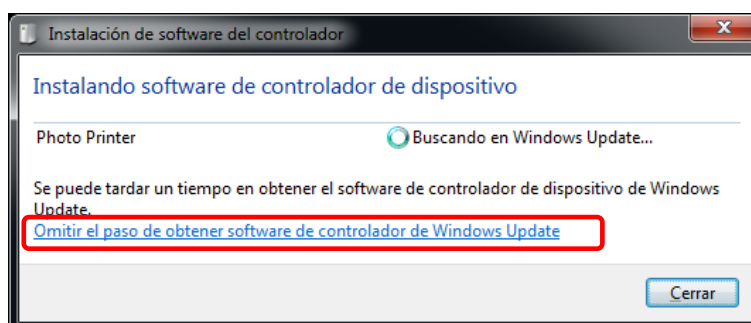 Instalación de software del controlador
Instalando software de controlador de dispositivo
Photo Printer Buscando en Windows Update...
Se puede tardar un tiempo en obtener el software de controlador de dispositivo de Windows
Update.
Omitir el paso de obtener software de controlador de Windows Update
Cerrar